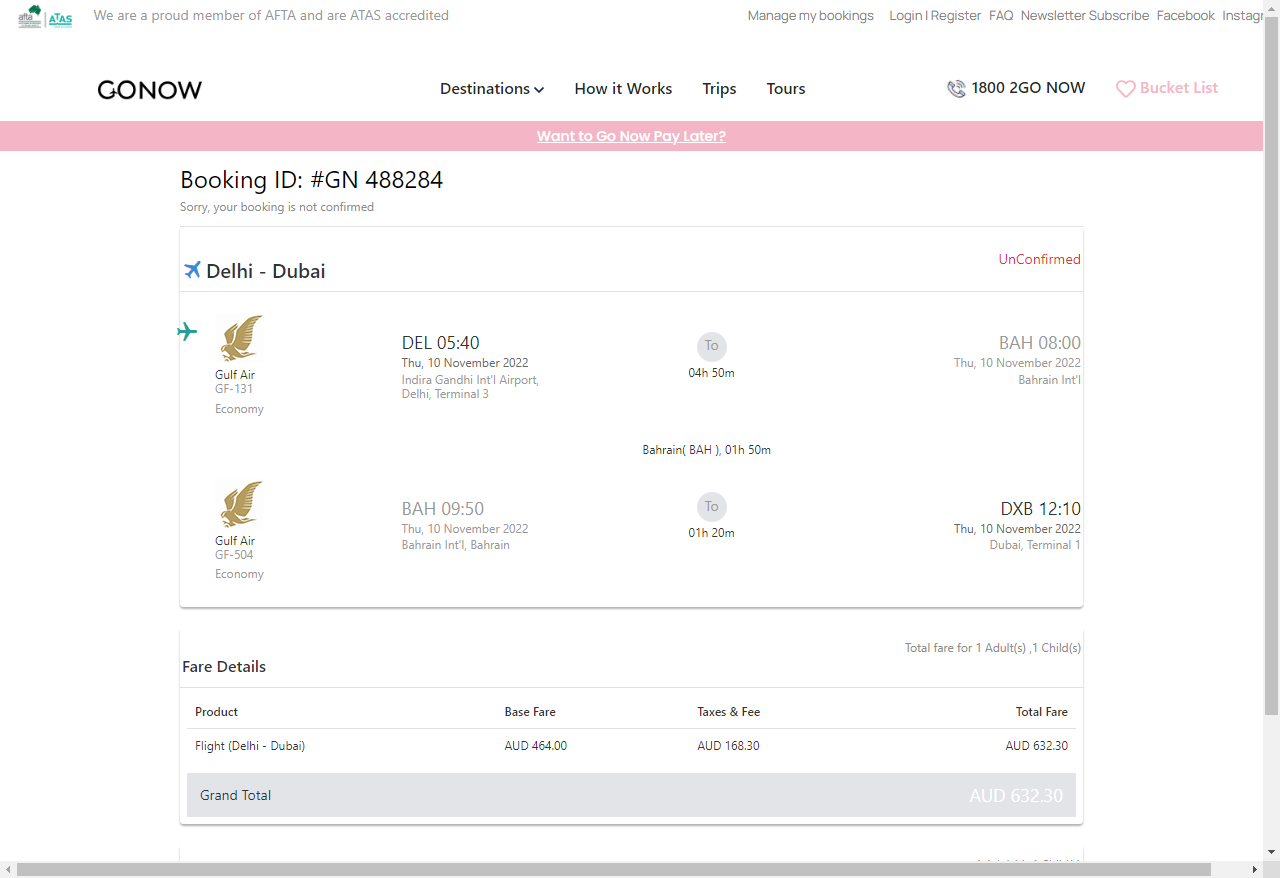 afta ATAS We are a proud member of AFTA and are ATAS accredited Manage my bookings Login | Register FAQ Newsletter Subscribe Facebook
GONOW Destinations How it Works Trips Tours 1800 2GO NOW Bucket List
Want to Go Now Pay Later?
Booking ID: #GN 488284
Sorry, your booking is not confirmed
UnConfirmed
Delhi - Dubai
DEL 05:40 To BAH 08:00
Thu, 10 November 2022 04h 50m Thu, 10 November 2022
Gulf Air Indira Gandhi Int'l Airport, Bahrain Int'l
GF-131 Delhi, Terminal 3
Economy
Bahrain( BAH ), 01h 50m
BAH 09:50 To DXB 12:10
Thu, 10 November 2022 01h 20m Thu, 10 November 2022
Gulf Air Bahrain Int'l, Bahrain Dubai, Terminal 1
GF-504
Economy
Total fare for 1 Adult(s) ,1 Child(s)
Fare Details
Product Base Fare Taxes & Fee Total Fare
Flight (Delhi - Dubai) AUD 464.00 AUD 168.30 AUD 632.30
Grand Total AUD 632.30